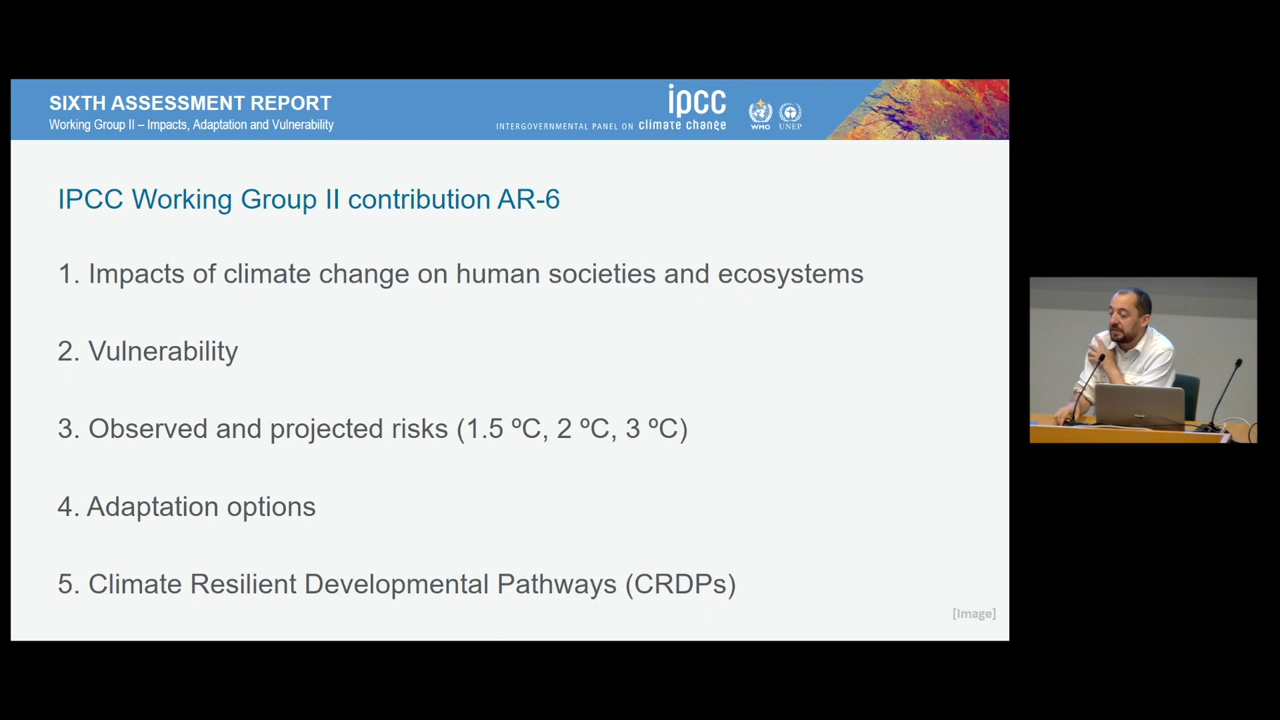 SIXTH ASSESSMENT REPORT
Working Group II – Impacts, Adaptation and Vulnerability
ipcc
INTERGOVERNMENTAL PANEL ON climate change
WMO
UNEP
IPCC Working Group II contribution AR-6
1. Impacts of climate change on human societies and ecosystems
2. Vulnerability
3. Observed and projected risks (1.5 ºC, 2 ºC, 3 ºC)
4. Adaptation options
5. Climate Resilient Developmental Pathways (CRDPs)
[Image]